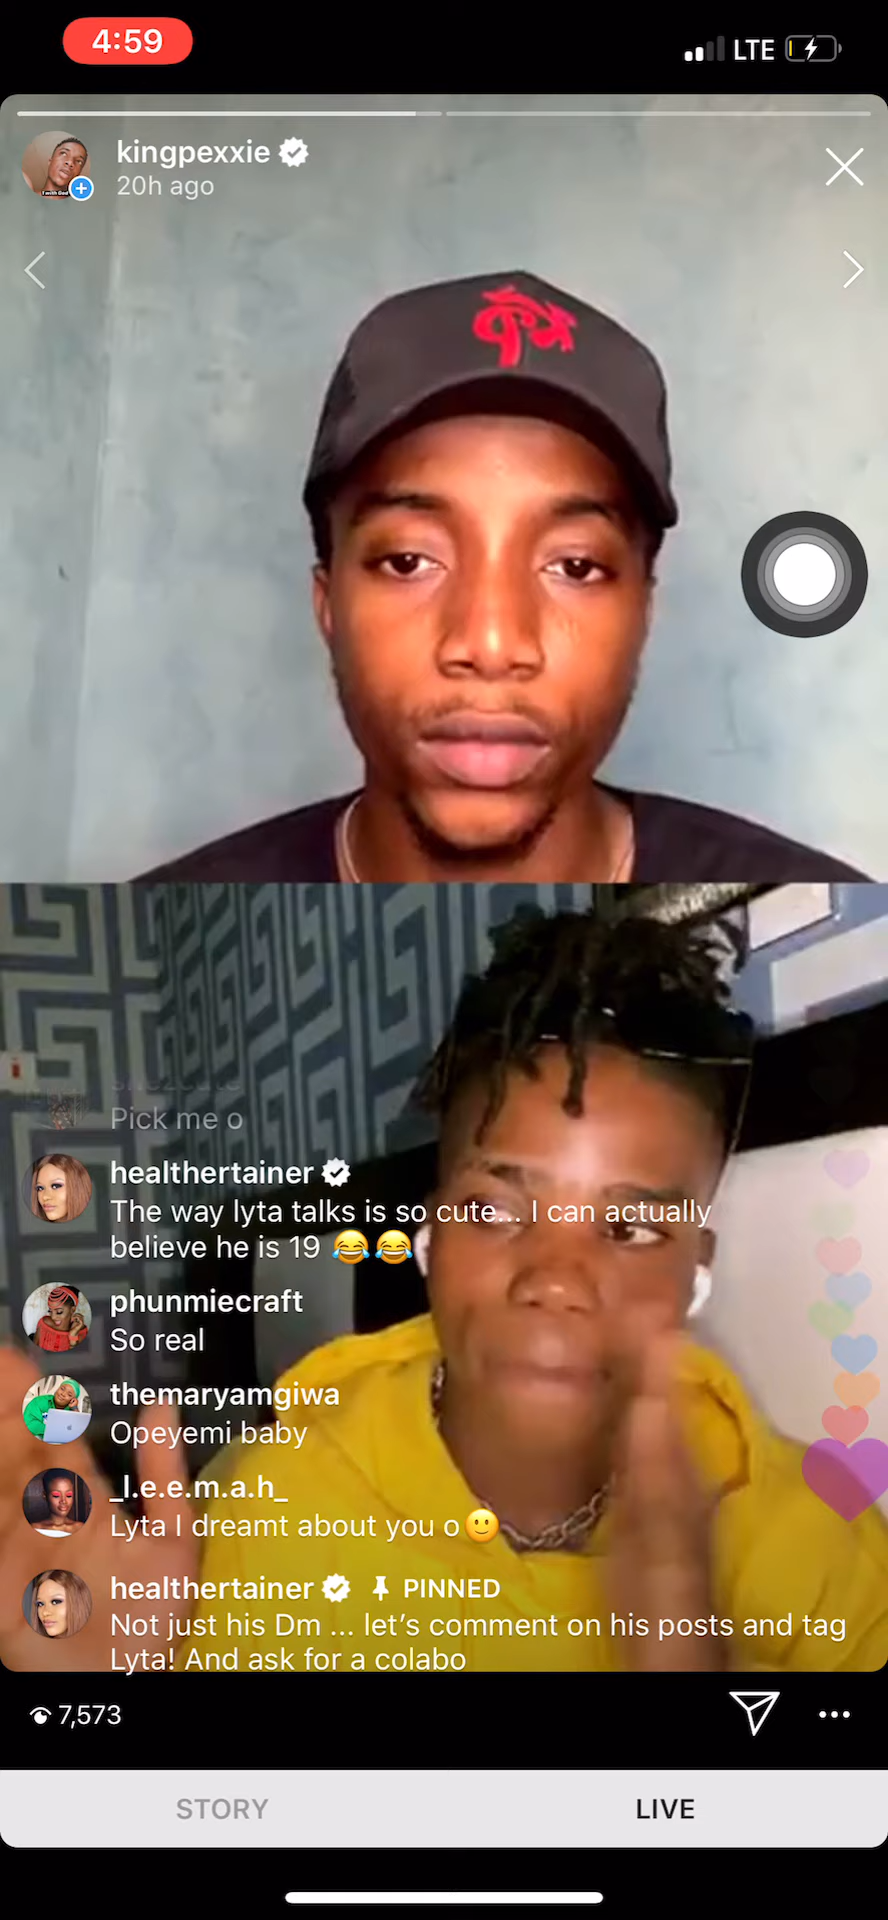 4:59
LTE
kingpexxie
20h ago
Pick me o
healthertainer
The way lyta talks is so cute... I can actually
believe he is 19 😂😂
phunmiecraft
So real
themaryamgiwa
Opeyemi baby
_l.e.e.m.a.h_
Lyta I dreamt about you o🙂
healthertainer PINNED
Not just his Dm ... let's comment on his posts and tag
Lyta! And ask for a colabo
7,573
STORY
LIVE